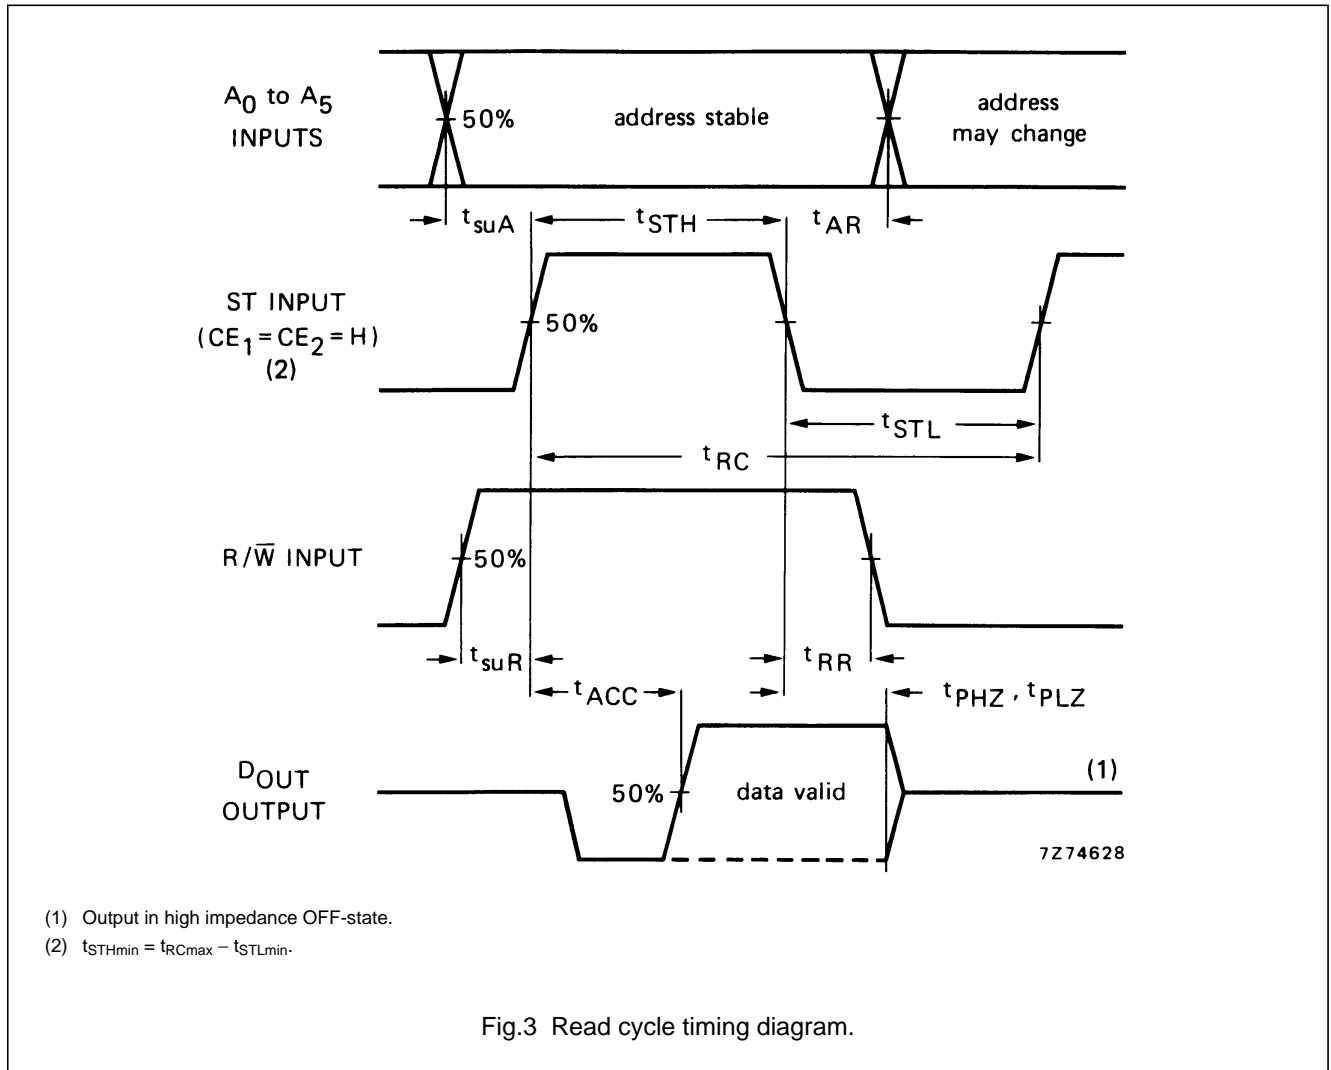 A0 to A5
INPUTS
50%
address stable
address
may change
tsuA
tSTH
tAR
ST INPUT
(CE1 = CE2 = H)
(2)
50%
tSTL
tRC
R/W̅ INPUT
50%
tsuR
tRR
tACC
tPHZ, tPLZ
DOUT
OUTPUT
50%
data valid
(1)
7Z74628
(1) Output in high impedance OFF-state.
(2) tSTHmin = tRCmax − tSTLmin.
Fig.3 Read cycle timing diagram.